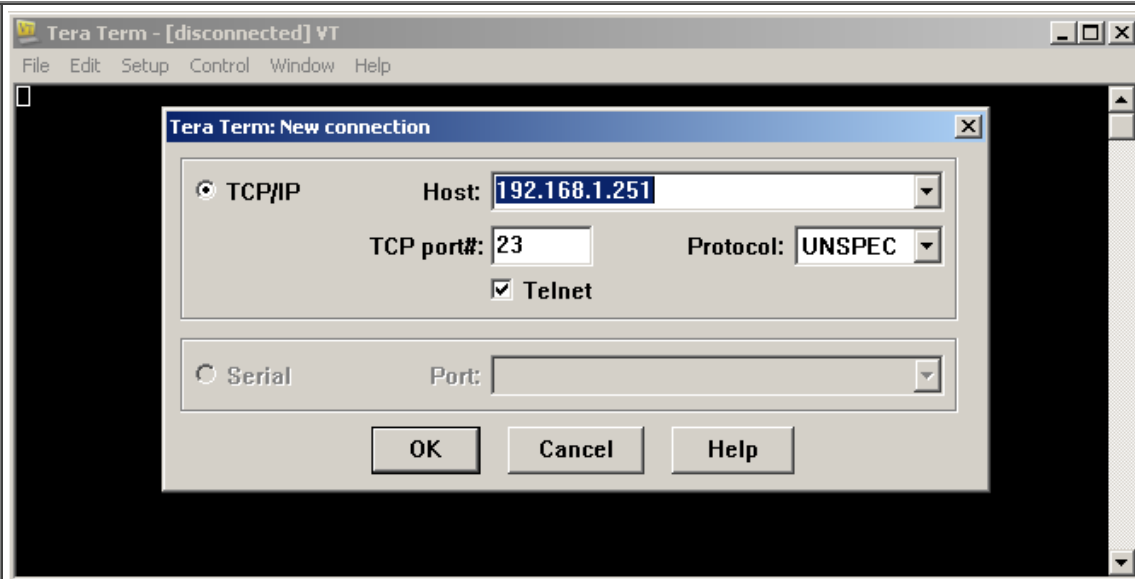 Tera Term - [disconnected] VT
File Edit Setup Control Window Help
Tera Term: New connection
TCP/IP Host: 192.168.1.251
TCP port#: 23 Protocol: UNSPEC
Telnet
Serial Port:
OK Cancel Help